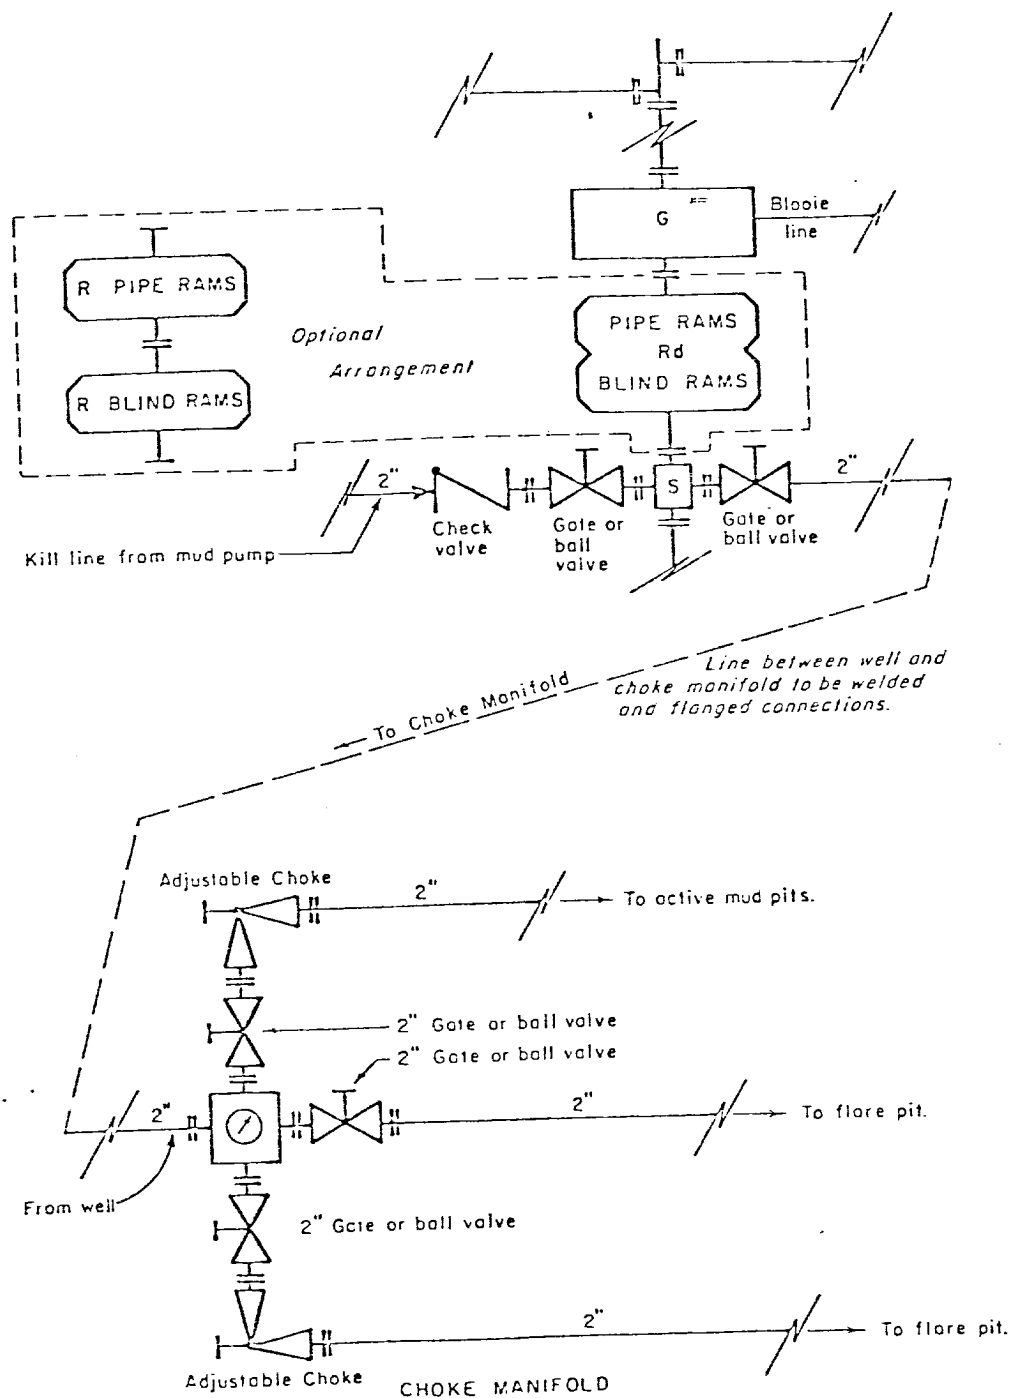 G
Blooie
line
R PIPE RAMS
R BLIND RAMS
Optional
Arrangement
PIPE RAMS
Rd
BLIND RAMS
2"
Check
valve
Gate or
ball
valve
S
Gate or
ball valve
2"
Kill line from mud pump
Line between well and
choke manifold to be welded
and flanged connections.
To Choke Manifold
Adjustable Choke
2"
To active mud pits.
2" Gate or ball valve
2" Gate or ball valve
2"
2"
To flare pit.
From well
2" Gate or ball valve
2"
To flare pit.
Adjustable Choke
CHOKE MANIFOLD